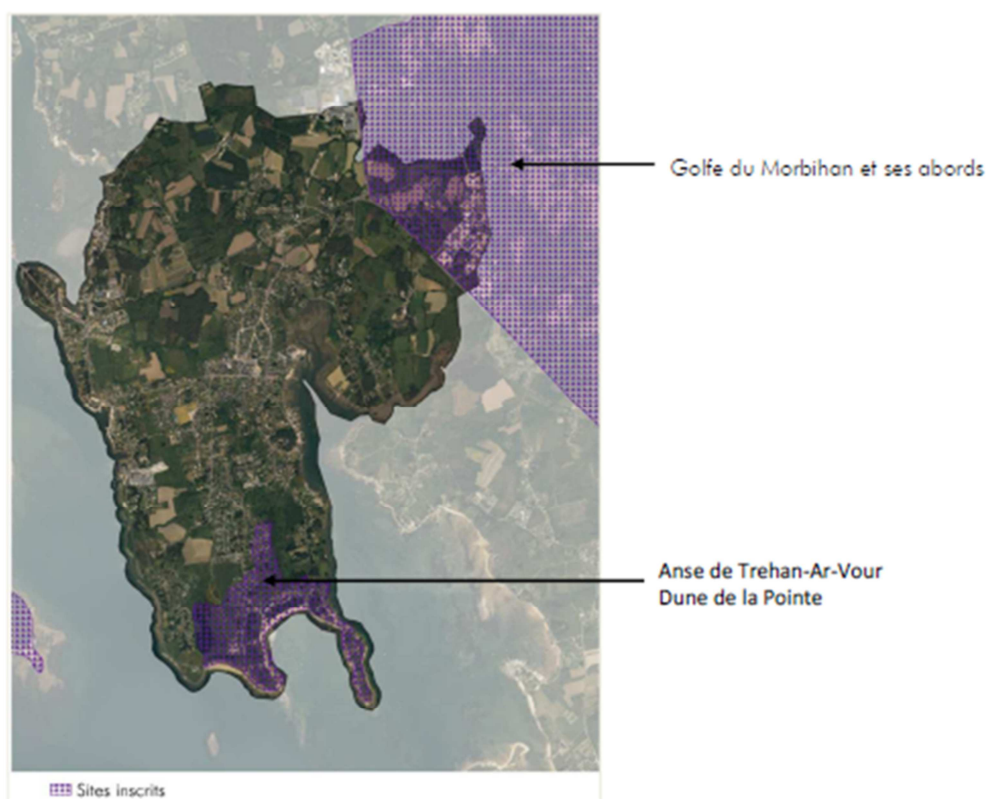 Golfe du Morbihan et ses abords
Anse de Trehan-Ar-Vour
Dune de la Pointe
Sites inscrits